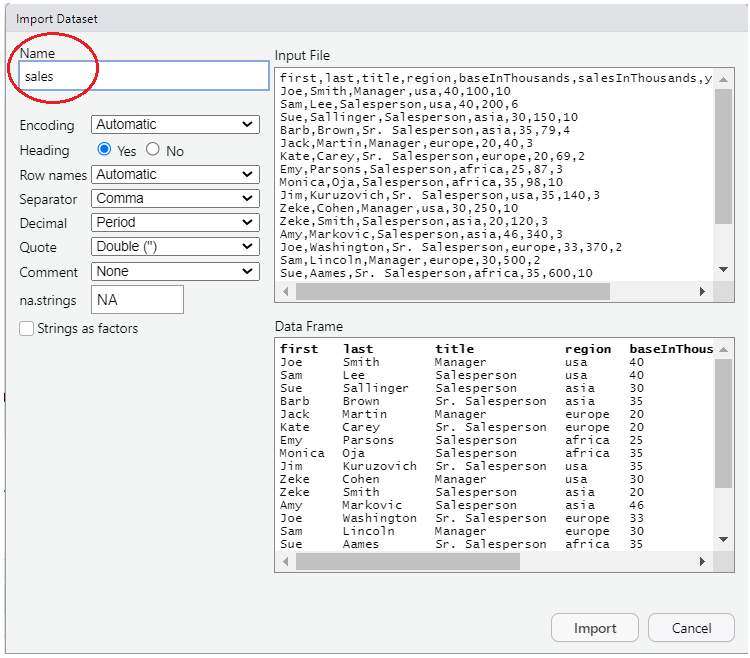 Import Dataset
Name
sales
Encoding Automatic
Heading Yes No
Row names Automatic
Separator Comma
Decimal Period
Quote Double (")
Comment None
na.strings NA
Strings as factors
Input File
first,last,title,region,baseInThousands,salesInThousands,y
Joe,Smith,Manager,usa,40,100,10
Sam,Lee,Salesperson,usa,40,200,6
Sue,Sallinger,Salesperson,asia,30,150,10
Barb,Brown,Sr. Salesperson,asia,35,79,4
Jack,Martin,Manager,europe,20,40,3
Kate,Carey,Sr. Salesperson,europe,20,69,2
Emy,Parsons,Salesperson,africa,25,87,3
Monica,Oja,Salesperson,africa,35,98,10
Jim,Kuruzovich,Sr. Salesperson,usa,35,140,3
Zeke,Cohen,Manager,usa,30,250,10
Zeke,Smith,Salesperson,asia,20,120,3
Amy,Markovic,Salesperson,asia,46,340,3
Joe,Washington,Sr. Salesperson,europe,33,370,2
Sam,Lincoln,Manager,europe,30,500,2
Sue,Aames,Sr. Salesperson,africa,35,600,10
Data Frame
first last title region baseInThous
Joe Smith Manager usa 40
Sam Lee Salesperson usa 40
Sue Sallinger Salesperson asia 30
Barb Brown Sr. Salesperson asia 35
Jack Martin Manager europe 20
Kate Carey Sr. Salesperson europe 20
Emy Parsons Salesperson africa 25
Monica Oja Salesperson africa 35
Jim Kuruzovich Sr. Salesperson usa 35
Zeke Cohen Manager usa 30
Zeke Smith Salesperson asia 20
Amy Markovic Salesperson asia 46
Joe Washington Sr. Salesperson europe 33
Sam Lincoln Manager europe 30
Sue Aames Sr. Salesperson africa 35
Import Cancel